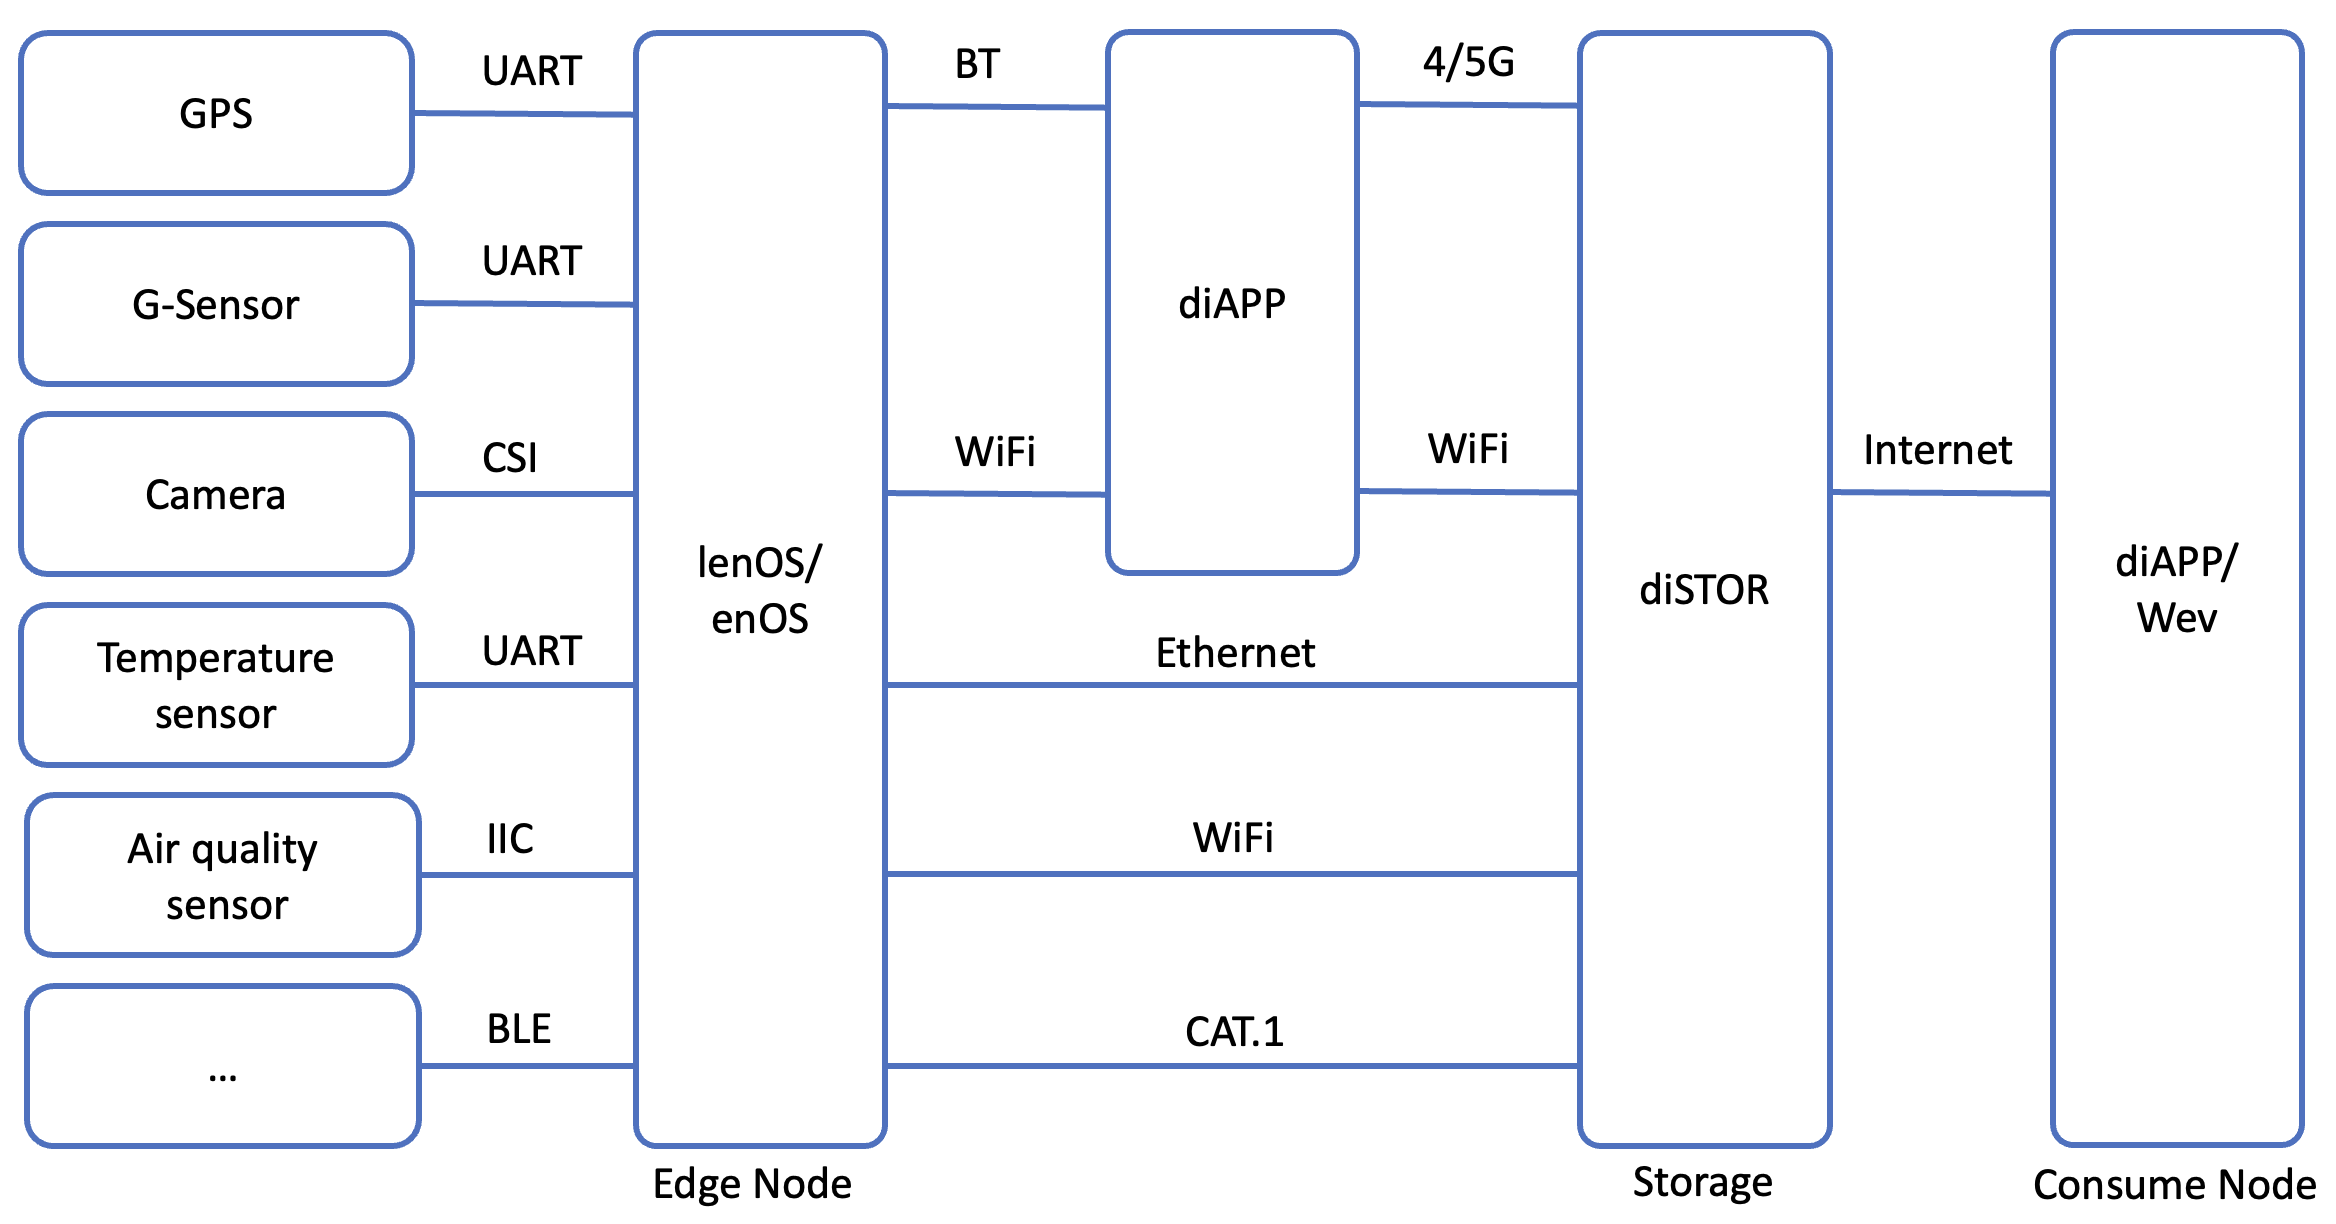 GPS
UART
G-Sensor
UART
Camera
CSI
Temperature
sensor
UART
Air quality
sensor
IIC
...
BLE
lenOS/
enOS
Edge Node
BT
WiFi
diAPP
4/5G
WiFi
Ethernet
WiFi
CAT.1
diSTOR
Storage
Internet
diAPP/
Wev
Consume Node